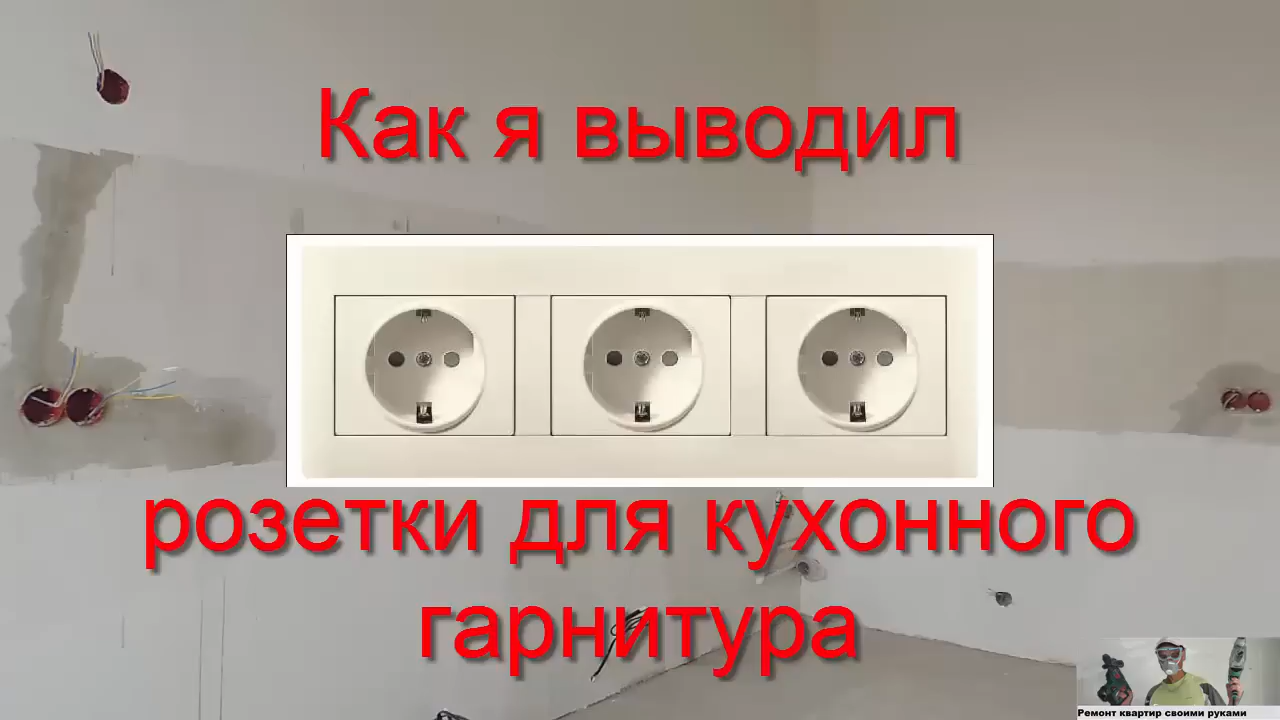 Как я выводил
розетки для кухонного
гарнитура
Ремонт квартир своими руками